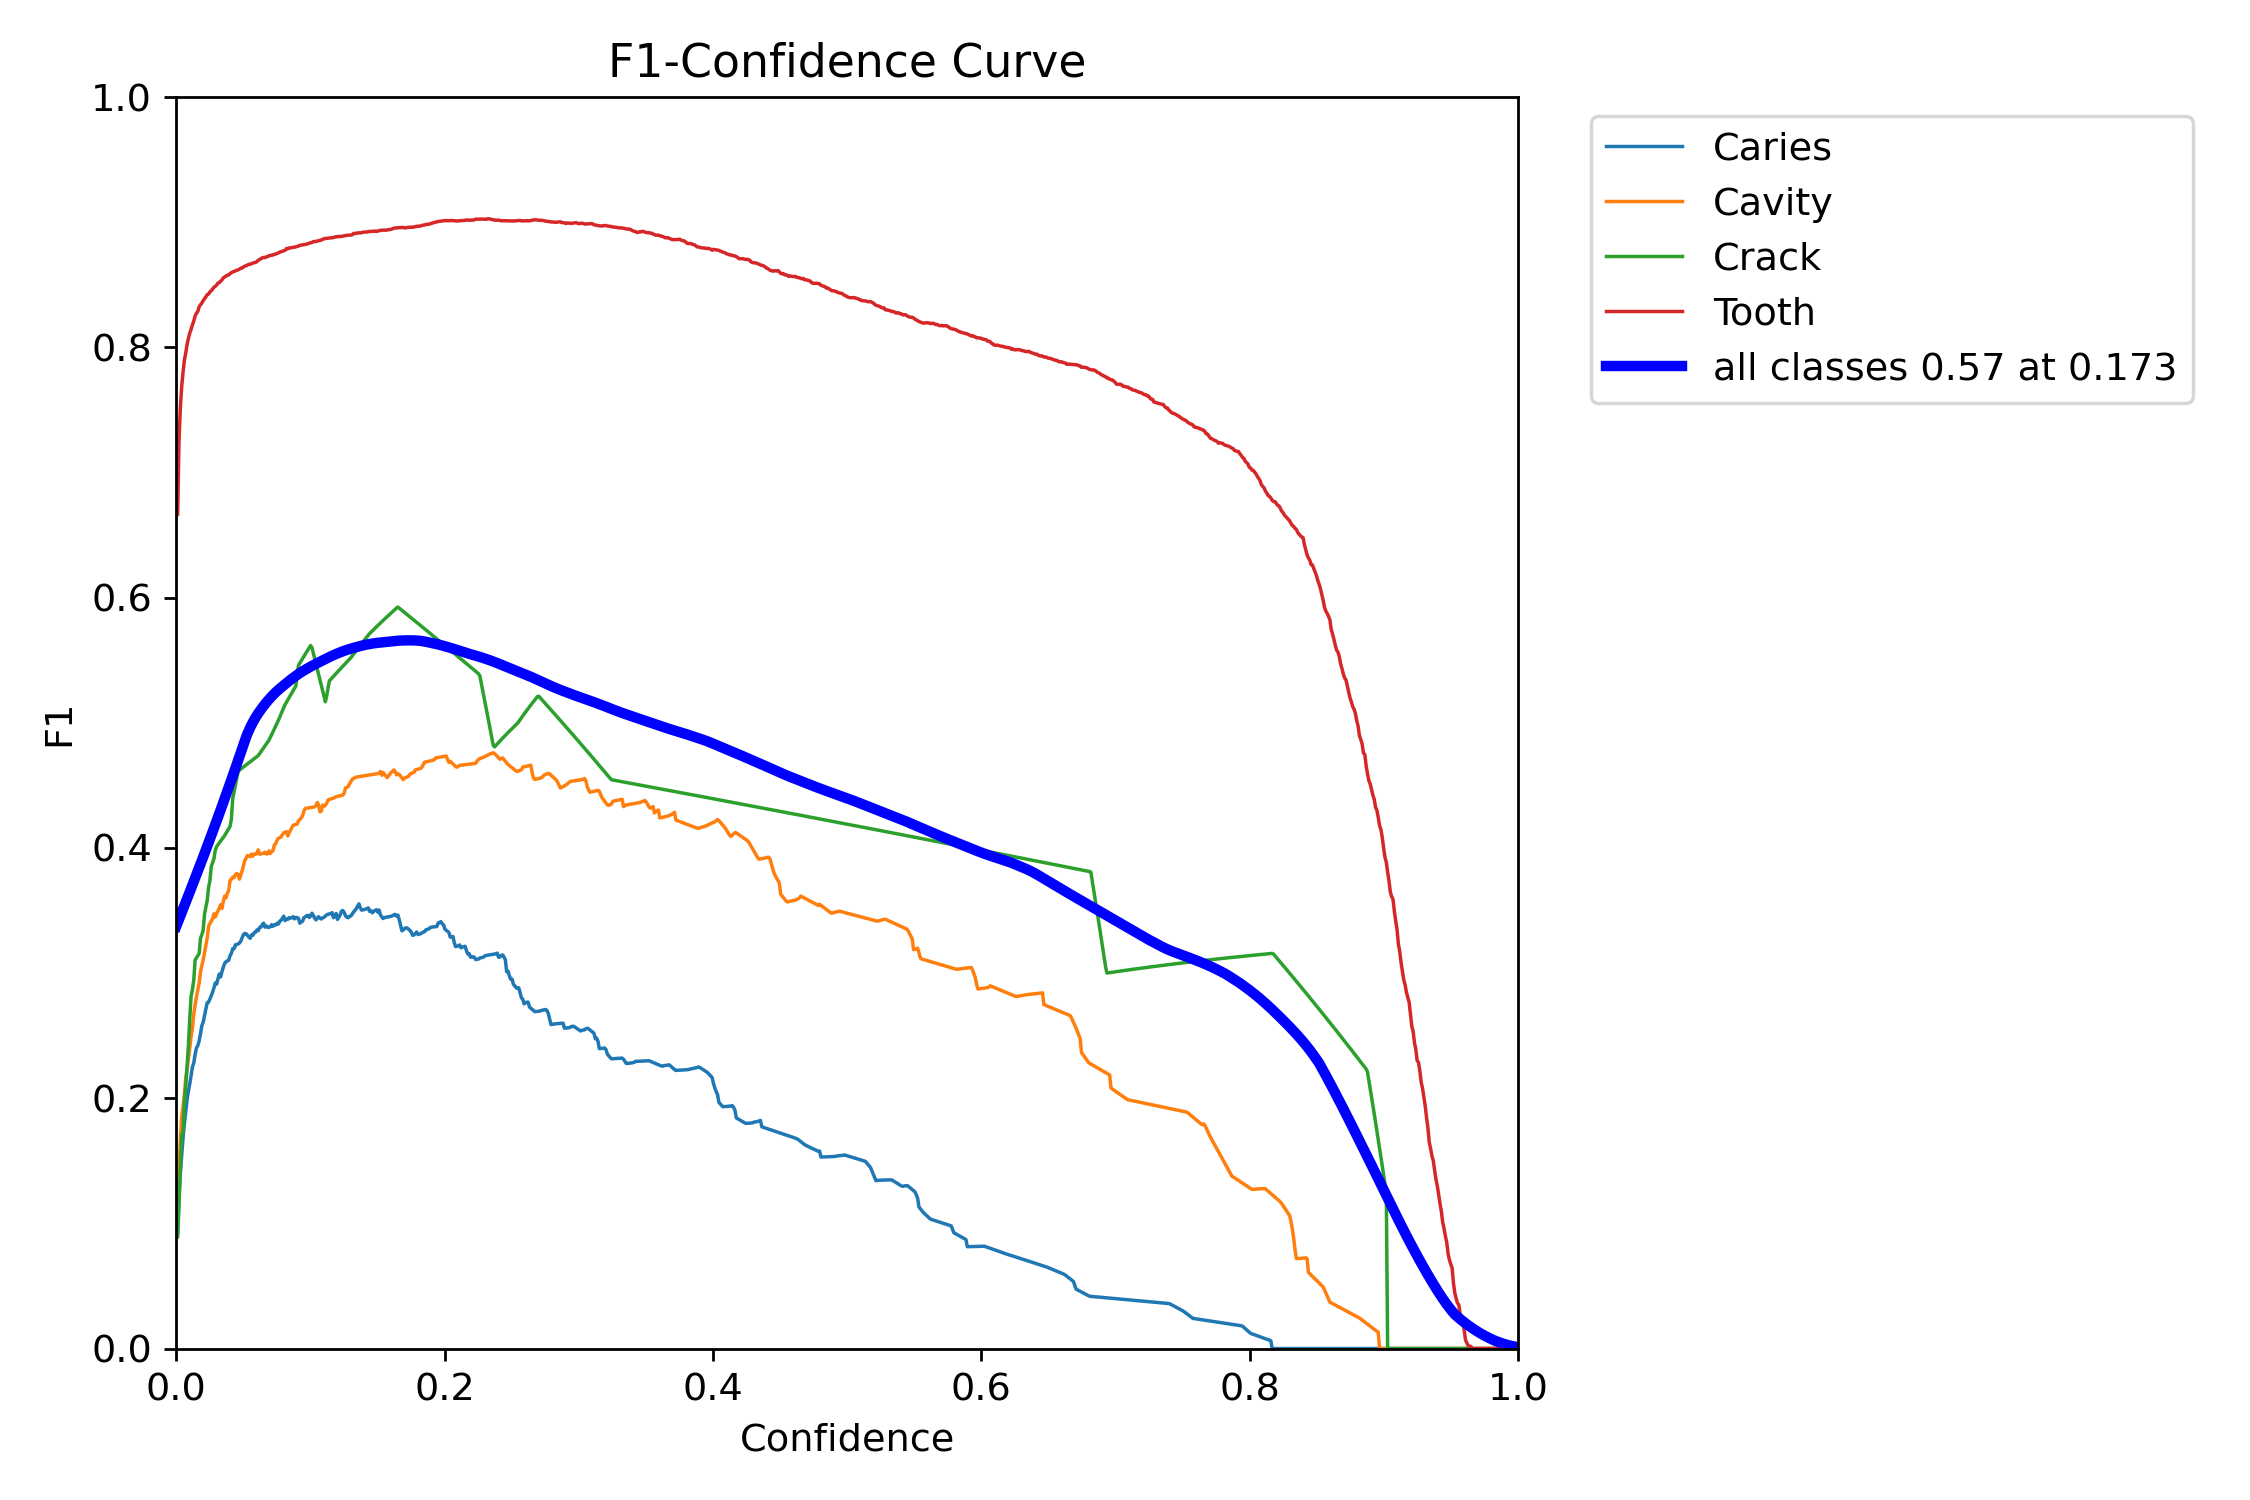 F1-Confidence Curve
1.0
0.8
0.6
0.4
0.2
0.0
F1
0.0 0.2 0.4 0.6 0.8 1.0
Confidence
Caries
Cavity
Crack
Tooth
all classes 0.57 at 0.173